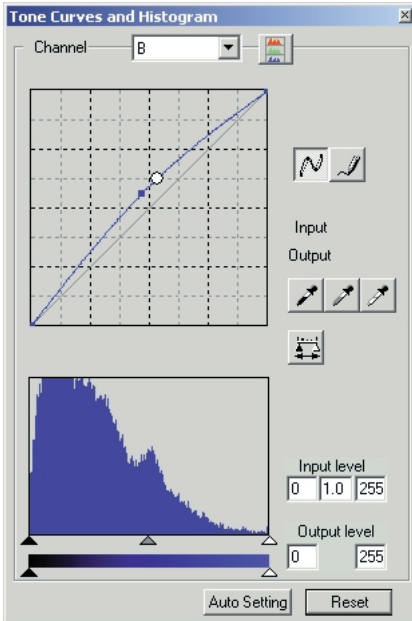 Tone Curves and Histogram
Channel
B
Input
Output
Input level
0 1.0 255
Output level
0 255
Auto Setting
Reset